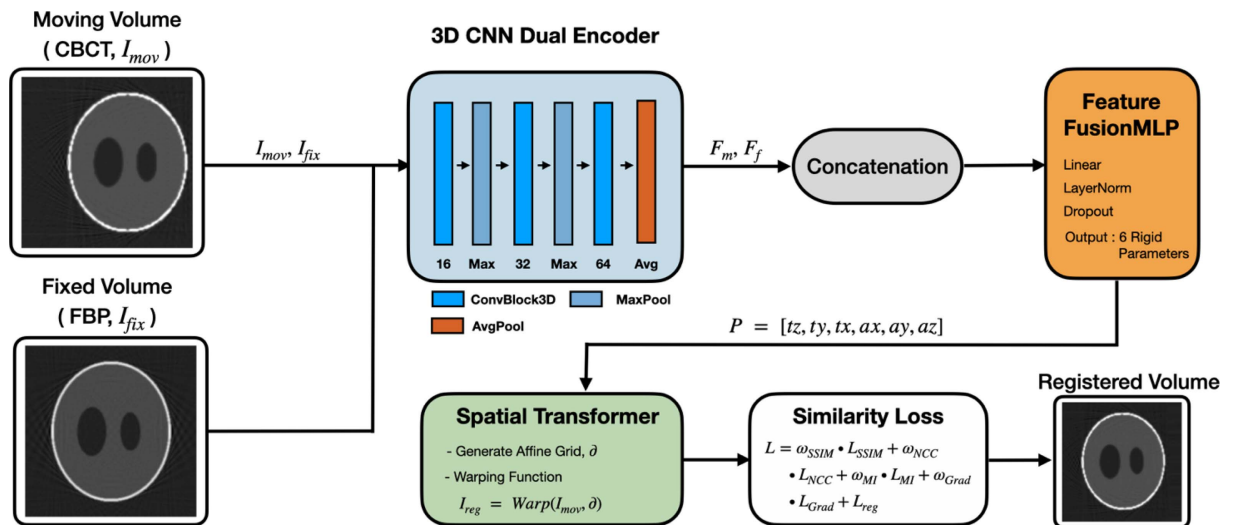 Moving Volume
( CBCT, I_mov )
3D CNN Dual Encoder
I_mov, I_fix
16 Max 32 Max 64 Avg
ConvBlock3D MaxPool
AvgPool
F_m, F_f
Concatenation
Feature
FusionMLP
Linear
LayerNorm
Dropout
Output : 6 Rigid
Parameters
Fixed Volume
( FBP, I_fix )
P = [tz, ty, tx, ax, ay, az]
Spatial Transformer
- Generate Affine Grid, ∂
- Warping Function
I_reg = Warp(I_mov, ∂)
Similarity Loss
L = ω_SSIM • L_SSIM + ω_NCC
• L_NCC + ω_MI • L_MI + ω_Grad
• L_Grad + L_reg
Registered Volume